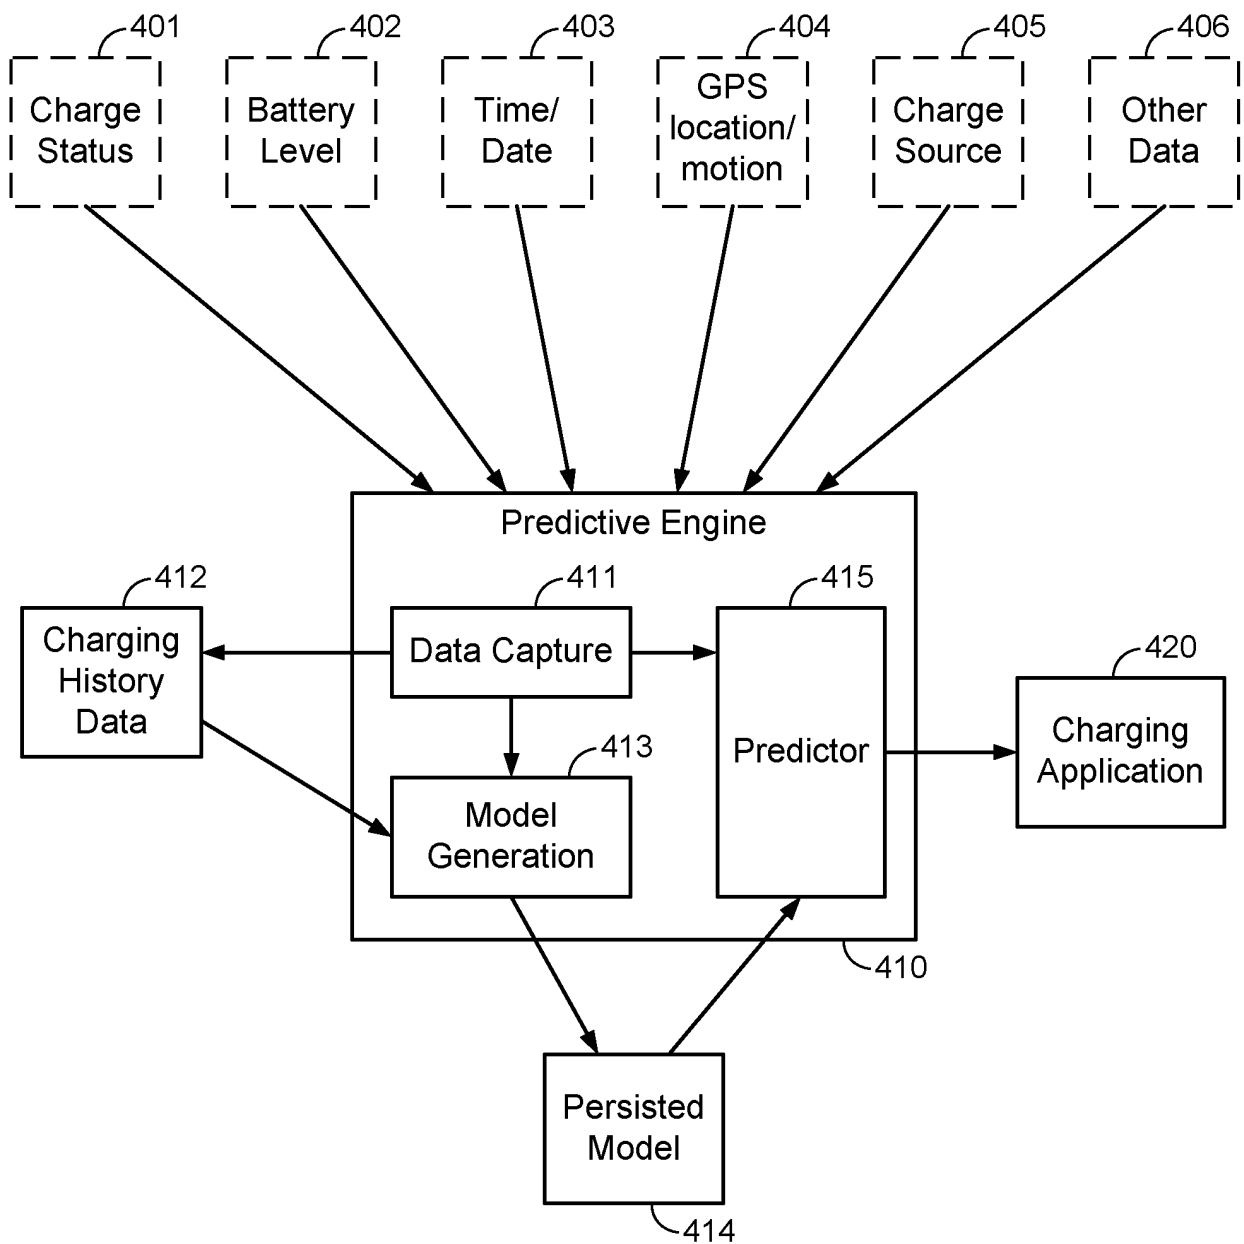 401
402
403
404
405
406
Charge
Status
Battery
Level
Time/
Date
GPS
location/
motion
Charge
Source
Other
Data
Predictive Engine
412
411
415
Charging
History
Data
Data Capture
420
413
Predictor
Charging
Application
Model
Generation
410
Persisted
Model
414